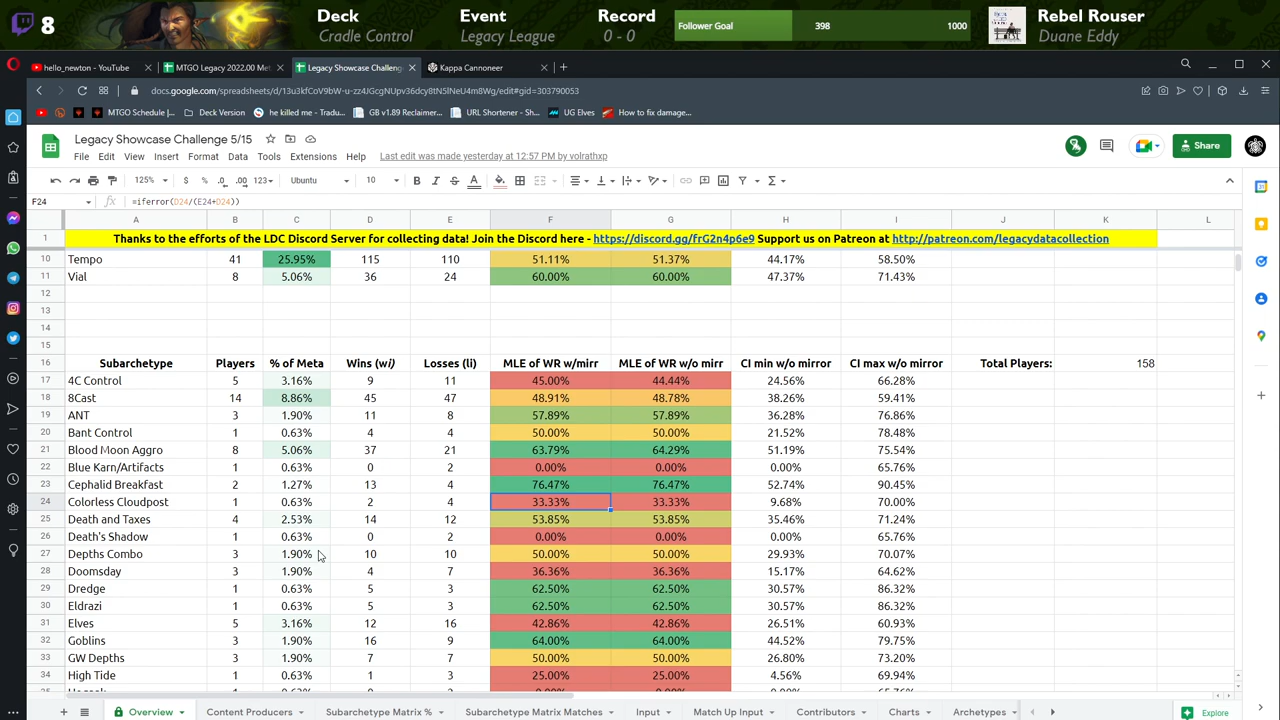 8
Deck
Cradle Control
Event
Legacy League
Record
0 - 0
Follower Goal 398 1000
Rebel Rouser
Duane Eddy
hello_newton - YouTube
MTGO Legacy 2022.00 Met
Legacy Showcase Challeng
Kappa Cannoneer
docs.google.com/spreadsheets/d/13u3kfCoV9bW-u-zz4JGcgNUpv36dcy8tN5lNeU4m8Wg/edit#gid=303790053
MTGO Schedule |... Deck Version he killed me - Tradu... GB v1.89 Reclaimer... URL Shortener - Sh... UG Elves How to fix damage...
Legacy Showcase Challenge 5/15
File Edit View Insert Format Data Tools Extensions Help Last edit was made yesterday at 12:57 PM by volrathxp
Share
125% $ % .0 .00 123 Ubuntu 10 B I S A
F24 fx =iferror(D24/(E24+D24))
A B C D E F G H I J K L
1 Thanks to the efforts of the LDC Discord Server for collecting data! Join the Discord here - https://discord.gg/frG2n4p6e9 Support us on Patreon at http://patreon.com/legacydatacollection
10 Tempo 41 25.95% 115 110 51.11% 51.37% 44.17% 58.50%
11 Vial 8 5.06% 36 24 60.00% 60.00% 47.37% 71.43%
12
13
14
15
16 Subarchetype Players % of Meta Wins (wi) Losses (li) MLE of WR w/mirr MLE of WR w/o mirr CI min w/o mirror CI max w/o mirror Total Players: 158
17 4C Control 5 3.16% 9 11 45.00% 44.44% 24.56% 66.28%
18 8Cast 14 8.86% 45 47 48.91% 48.78% 38.26% 59.41%
19 ANT 3 1.90% 11 8 57.89% 57.89% 36.28% 76.86%
20 Bant Control 1 0.63% 4 4 50.00% 50.00% 21.52% 78.48%
21 Blood Moon Aggro 8 5.06% 37 21 63.79% 64.29% 51.19% 75.54%
22 Blue Karn/Artifacts 1 0.63% 0 2 0.00% 0.00% 0.00% 65.76%
23 Cephalid Breakfast 2 1.27% 13 4 76.47% 76.47% 52.74% 90.45%
24 Colorless Cloudpost 1 0.63% 2 4 33.33% 33.33% 9.68% 70.00%
25 Death and Taxes 4 2.53% 14 12 53.85% 53.85% 35.46% 71.24%
26 Death's Shadow 1 0.63% 0 2 0.00% 0.00% 0.00% 65.76%
27 Depths Combo 3 1.90% 10 10 50.00% 50.00% 29.93% 70.07%
28 Doomsday 3 1.90% 4 7 36.36% 36.36% 15.17% 64.62%
29 Dredge 1 0.63% 5 3 62.50% 62.50% 30.57% 86.32%
30 Eldrazi 1 0.63% 5 3 62.50% 62.50% 30.57% 86.32%
31 Elves 5 3.16% 12 16 42.86% 42.86% 26.51% 60.93%
32 Goblins 3 1.90% 16 9 64.00% 64.00% 44.52% 79.75%
33 GW Depths 3 1.90% 7 7 50.00% 50.00% 26.80% 73.20%
34 High Tide 1 0.63% 1 3 25.00% 25.00% 4.56% 69.94%
Overview Content Producers Subarchetype Matrix % Subarchetype Matrix Matches Input Match Up Input Contributors Charts Archetypes Explore